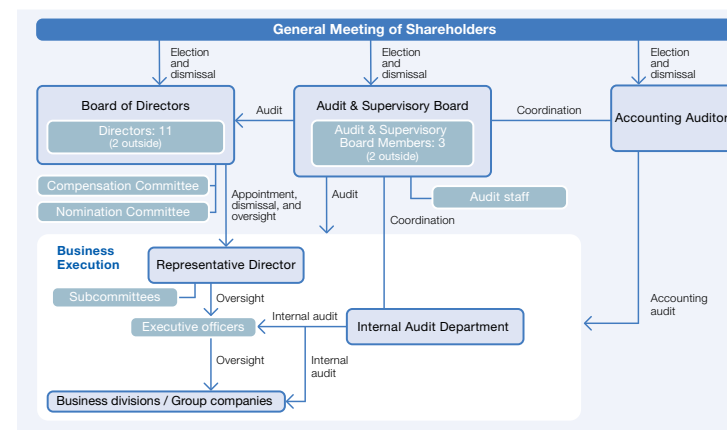 General Meeting of Shareholders
Election
and
dismissal
Election
and
dismissal
Election
and
dismissal
Board of Directors
Directors: 11
(2 outside)
Audit
Audit & Supervisory Board
Audit & Supervisory
Board Members: 3
(2 outside)
Coordination
Accounting Auditor
Compensation Committee
Nomination Committee
Appointment,
dismissal, and
oversight
Audit
Audit staff
Coordination
Business
Execution
Representative Director
Subcommittees
Oversight
Executive officers
Internal audit
Internal Audit Department
Accounting
audit
Oversight
Internal
audit
Business divisions / Group companies